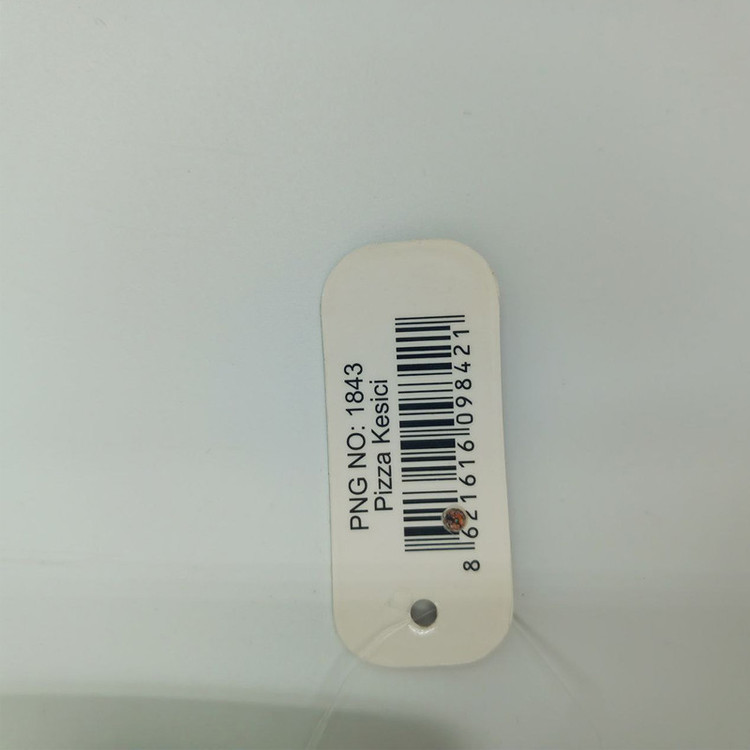 PNG NO: 1843
Pizza Kesici
8 621616 098421